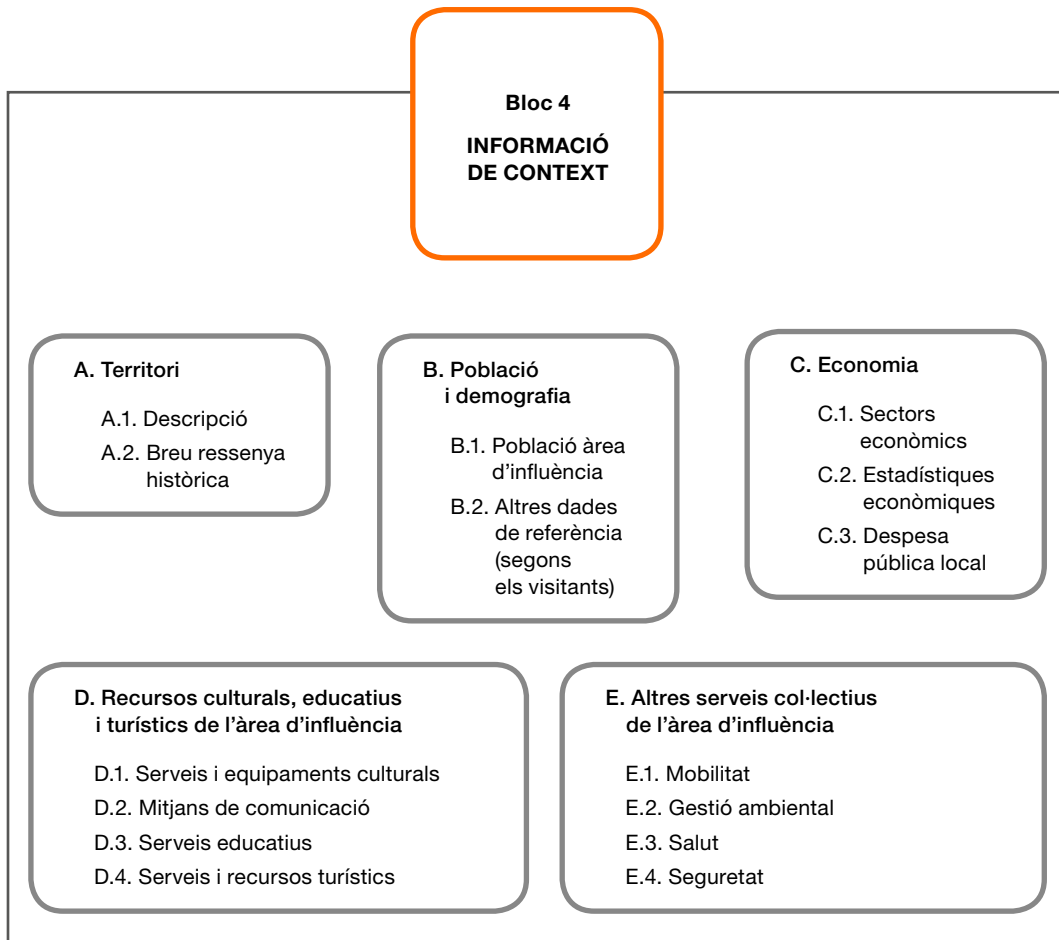 Bloc 4
INFORMACIÓ
DE CONTEXT
A. Territori
A.1. Descripció
A.2. Breu ressenya
històrica
B. Població
i demografia
B.1. Població àrea
d'influència
B.2. Altres dades
de referència
(segons
els visitants)
C. Economia
C.1. Sectors
econòmics
C.2. Estadístiques
econòmiques
C.3. Despesa
pública local
D. Recursos culturals, educatius
i turístics de l'àrea d'influència
D.1. Serveis i equipaments culturals
D.2. Mitjans de comunicació
D.3. Serveis educatius
D.4. Serveis i recursos turístics
E. Altres serveis col·lectius
de l'àrea d'influència
E.1. Mobilitat
E.2. Gestió ambiental
E.3. Salut
E.4. Seguretat